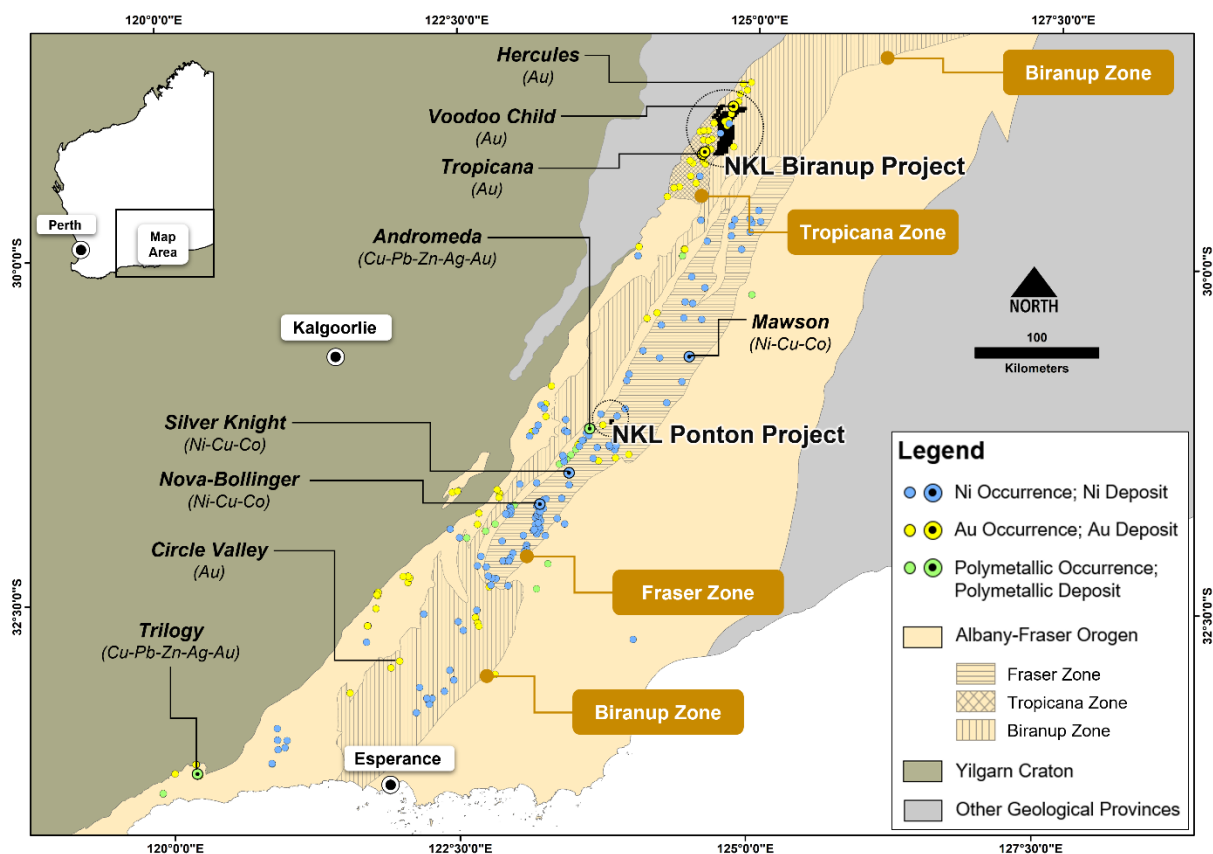 120°0'0"E
122°30'0"E
125°0'0"E
127°30'0"E
Hercules
(Au)
Biranup Zone
Voodoo Child
(Au)
Tropicana
(Au)
NKL Biranup Project
Perth
Map
Area
Andromeda
(Cu-Pb-Zn-Ag-Au)
Tropicana Zone
30°0'0"S
30°0'0"S
NORTH
Kalgoorlie
Mawson
(Ni-Cu-Co)
100
Kilometers
Silver Knight
(Ni-Cu-Co)
NKL Ponton Project
Nova-Bollinger
(Ni-Cu-Co)
Circle Valley
(Au)
Fraser Zone
32°30'0"S
32°30'0"S
Trilogy
(Cu-Pb-Zn-Ag-Au)
Biranup Zone
Esperance
Legend
Ni Occurrence; Ni Deposit
Au Occurrence; Au Deposit
Polymetallic Occurrence;
Polymetallic Deposit
Albany-Fraser Orogen
Fraser Zone
Tropicana Zone
Biranup Zone
Yilgarn Craton
Other Geological Provinces
120°0'0"E
122°30'0"E
125°0'0"E
127°30'0"E